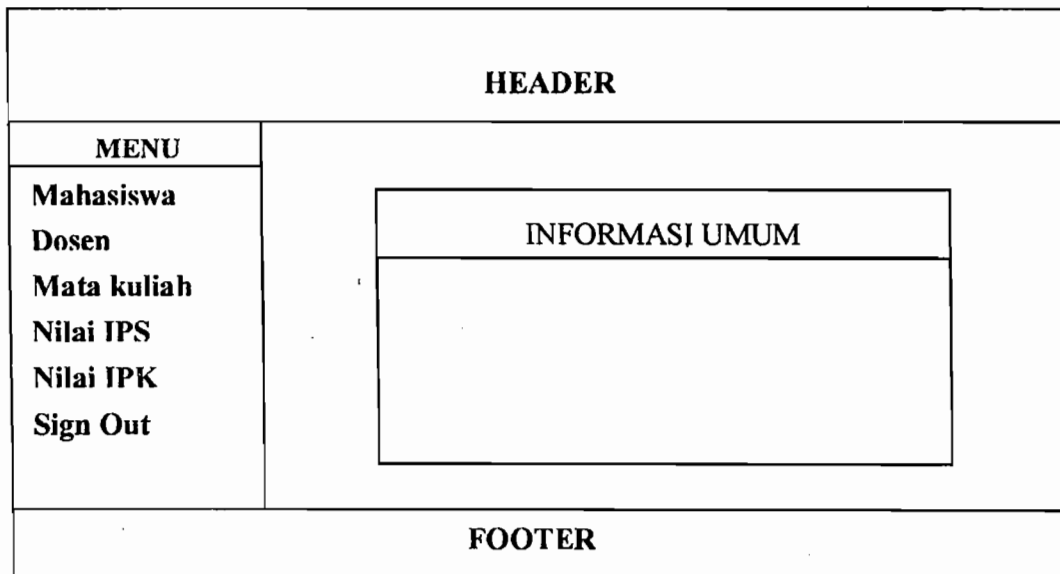 HEADER
MENU
Mahasiswa
Dosen
Mata kuliah
Nilai IPS
Nilai IPK
Sign Out
INFORMASI UMUM
FOOTER